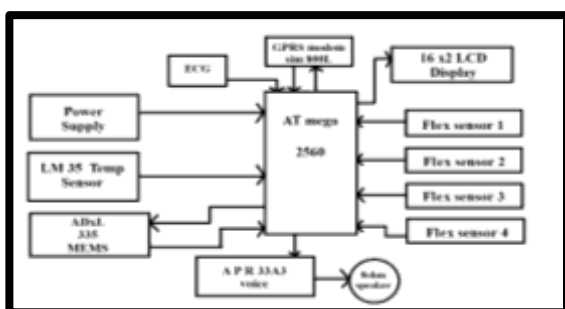 GPRS modem
sim 800L
ECG
16 x2 LCD
Display
Power
Supply
AT mega
2560
Flex sensor 1
Flex sensor 2
LM 35 Temp
Sensor
Flex sensor 3
ADxL
335
MEMS
Flex sensor 4
A P R 33A3
voice
8ohm
speaker